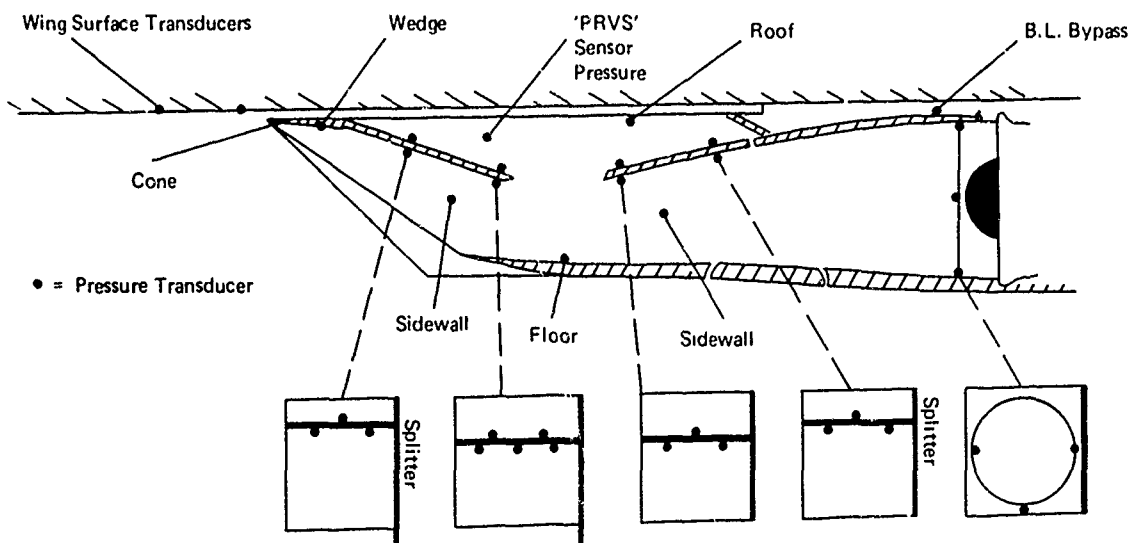 Wing Surface Transducers
Wedge
'PRVS'
Sensor
Pressure
Roof
B.L. Bypass
Cone
• = Pressure Transducer
Sidewall
Floor
Sidewall
Splitter
Splitter